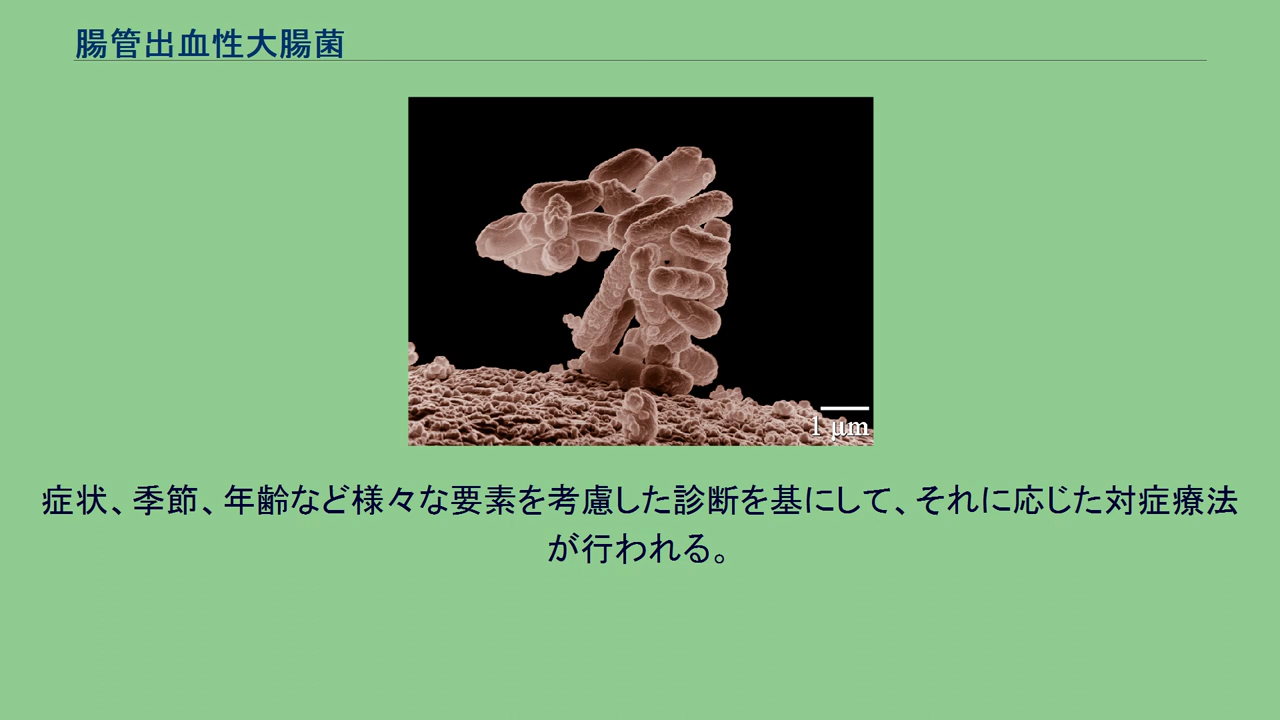 腸管出血性大腸菌
1 μm
症状、季節、年齢など様々な要素を考慮した診断を基にして、それに応じた対症療法
が行われる。